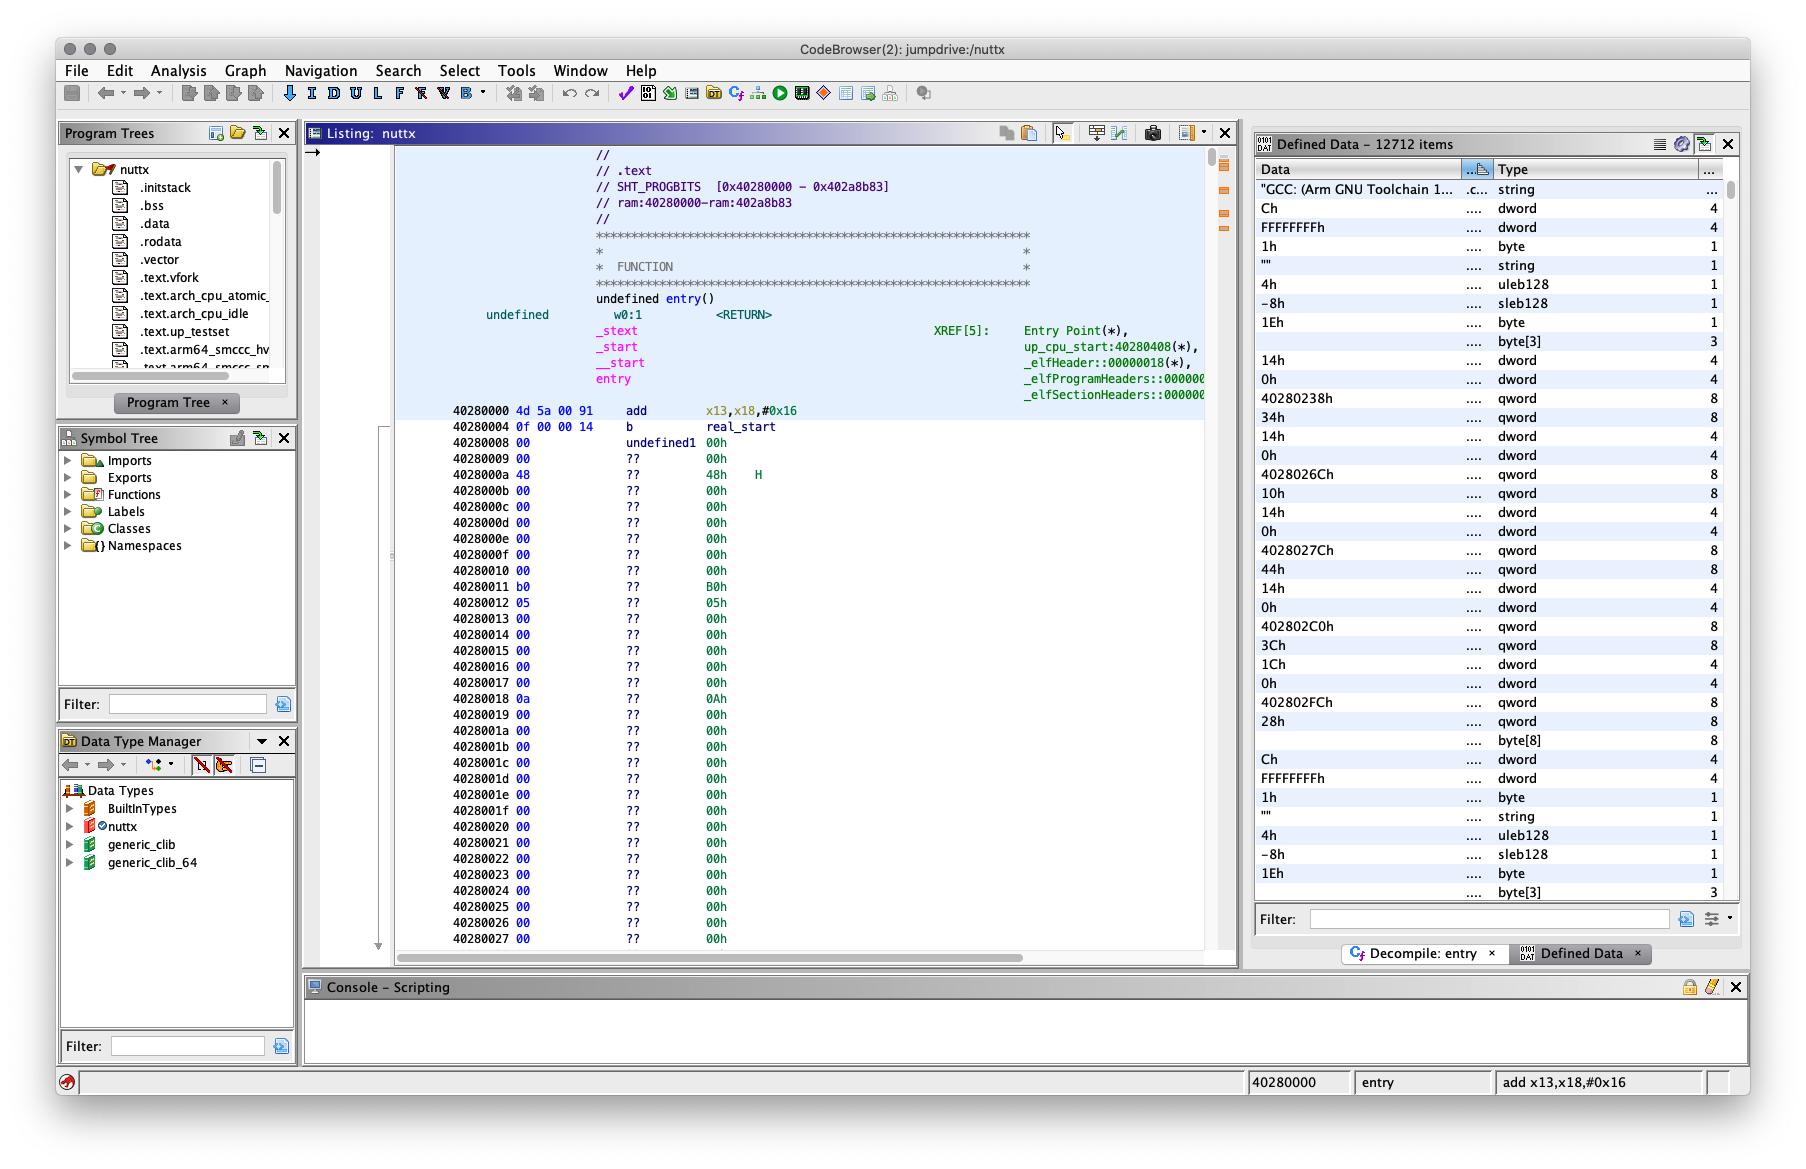 CodeBrowser(2): jumpdrive:/nuttx
File Edit Analysis Graph Navigation Search Select Tools Window Help
I D U L F B
Program Trees
nuttx
.initstack
.bss
.data
.rodata
.vector
.text.vfork
.text.arch_cpu_atomic_
.text.arch_cpu_idle
.text.up_testset
.text.arm64_smccc_hv
Program Tree ×
Symbol Tree
Imports
Exports
Functions
Labels
Classes
Namespaces
Filter:
Data Type Manager
Data Types
BuiltInTypes
nuttx
generic_clib
generic_clib_64
Filter:
Listing: nuttx
//
// .text
// SHT_PROGBITS [0x40280000 - 0x402a8b83]
// ram:40280000-ram:402a8b83
//
**************************************************************
* *
* FUNCTION *
**************************************************************
undefined entry()
undefined w0:1 <RETURN>
_stext XREF[5]: Entry Point(*),
_start up_cpu_start:40280408(*),
__start _elfHeader::00000018(*),
entry _elfProgramHeaders::000000
_elfSectionHeaders::000000
40280000 4d 5a 00 91 add x13,x18,#0x16
40280004 0f 00 00 14 b real_start
40280008 00 undefined1 00h
40280009 00 ?? 00h
4028000a 48 ?? 48h H
4028000b 00 ?? 00h
4028000c 00 ?? 00h
4028000d 00 ?? 00h
4028000e 00 ?? 00h
4028000f 00 ?? 00h
40280010 00 ?? 00h
40280011 b0 ?? B0h
40280012 05 ?? 05h
40280013 00 ?? 00h
40280014 00 ?? 00h
40280015 00 ?? 00h
40280016 00 ?? 00h
40280017 00 ?? 00h
40280018 0a ?? 0Ah
40280019 00 ?? 00h
4028001a 00 ?? 00h
4028001b 00 ?? 00h
4028001c 00 ?? 00h
4028001d 00 ?? 00h
4028001e 00 ?? 00h
4028001f 00 ?? 00h
40280020 00 ?? 00h
40280021 00 ?? 00h
40280022 00 ?? 00h
40280023 00 ?? 00h
40280024 00 ?? 00h
40280025 00 ?? 00h
40280026 00 ?? 00h
40280027 00 ?? 00h
Defined Data - 12712 items
Data ... Type ...
"GCC: (Arm GNU Toolchain 1... .c... string ...
Ch .... dword 4
FFFFFFFFh .... dword 4
1h .... byte 1
"" .... string 1
4h .... uleb128 1
-8h .... sleb128 1
1Eh .... byte 1
.... byte[3] 3
14h .... dword 4
0h .... dword 4
40280238h .... qword 8
34h .... qword 8
14h .... dword 4
0h .... dword 4
4028026Ch .... qword 8
10h .... qword 8
14h .... dword 4
0h .... dword 4
4028027Ch .... qword 8
44h .... qword 8
14h .... dword 4
0h .... dword 4
402802C0h .... qword 8
3Ch .... qword 8
1Ch .... dword 4
0h .... dword 4
402802FCh .... qword 8
28h .... qword 8
.... byte[8] 8
Ch .... dword 4
FFFFFFFFh .... dword 4
1h .... byte 1
"" .... string 1
4h .... uleb128 1
-8h .... sleb128 1
1Eh .... byte 1
.... byte[3] 3
Filter:
Decompile: entry × Defined Data ×
Console - Scripting
40280000 entry add x13,x18,#0x16